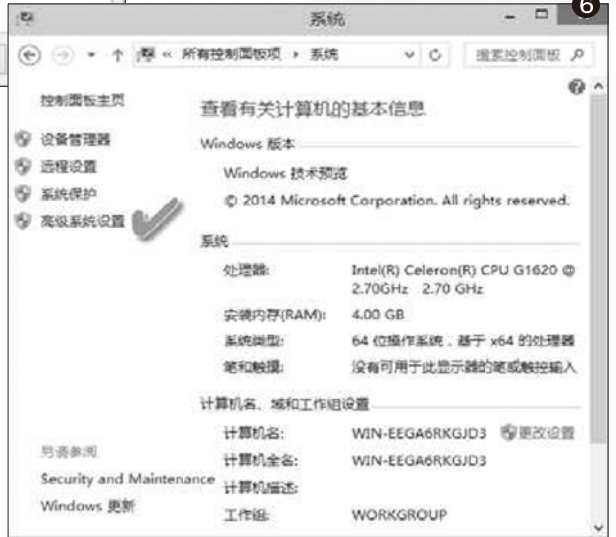 6
系统
« 所有控制面板项 › 系统
搜索控制面板
控制面板主页
设备管理器
远程设置
系统保护
高级系统设置
查看有关计算机的基本信息
Windows 版本
Windows 技术预览
© 2014 Microsoft Corporation. All rights reserved.
系统
处理器: Intel(R) Celeron(R) CPU G1620 @
2.70GHz 2.70 GHz
安装内存(RAM): 4.00 GB
系统类型: 64 位操作系统，基于 x64 的处理器
笔和触摸: 没有可用于此显示器的笔或触控输入
计算机名、域和工作组设置
计算机名: WIN-EEGA6RKGJD3 更改设置
计算机全名: WIN-EEGA6RKGJD3
计算机描述:
工作组: WORKGROUP
另请参阅
Security and Maintenance
Windows 更新